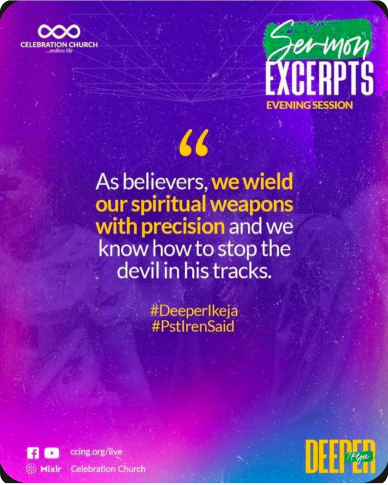 CELEBRATION CHURCH
...endless life
Sermon
EXCERPTS
EVENING SESSION
“
As believers, we wield
our spiritual weapons
with precision and we
know how to stop the
devil in his tracks.
#DeeperIkeja
#PstIrenSaid
ccing.org/live
Mixlr Celebration Church
DEEPER
Ikeja